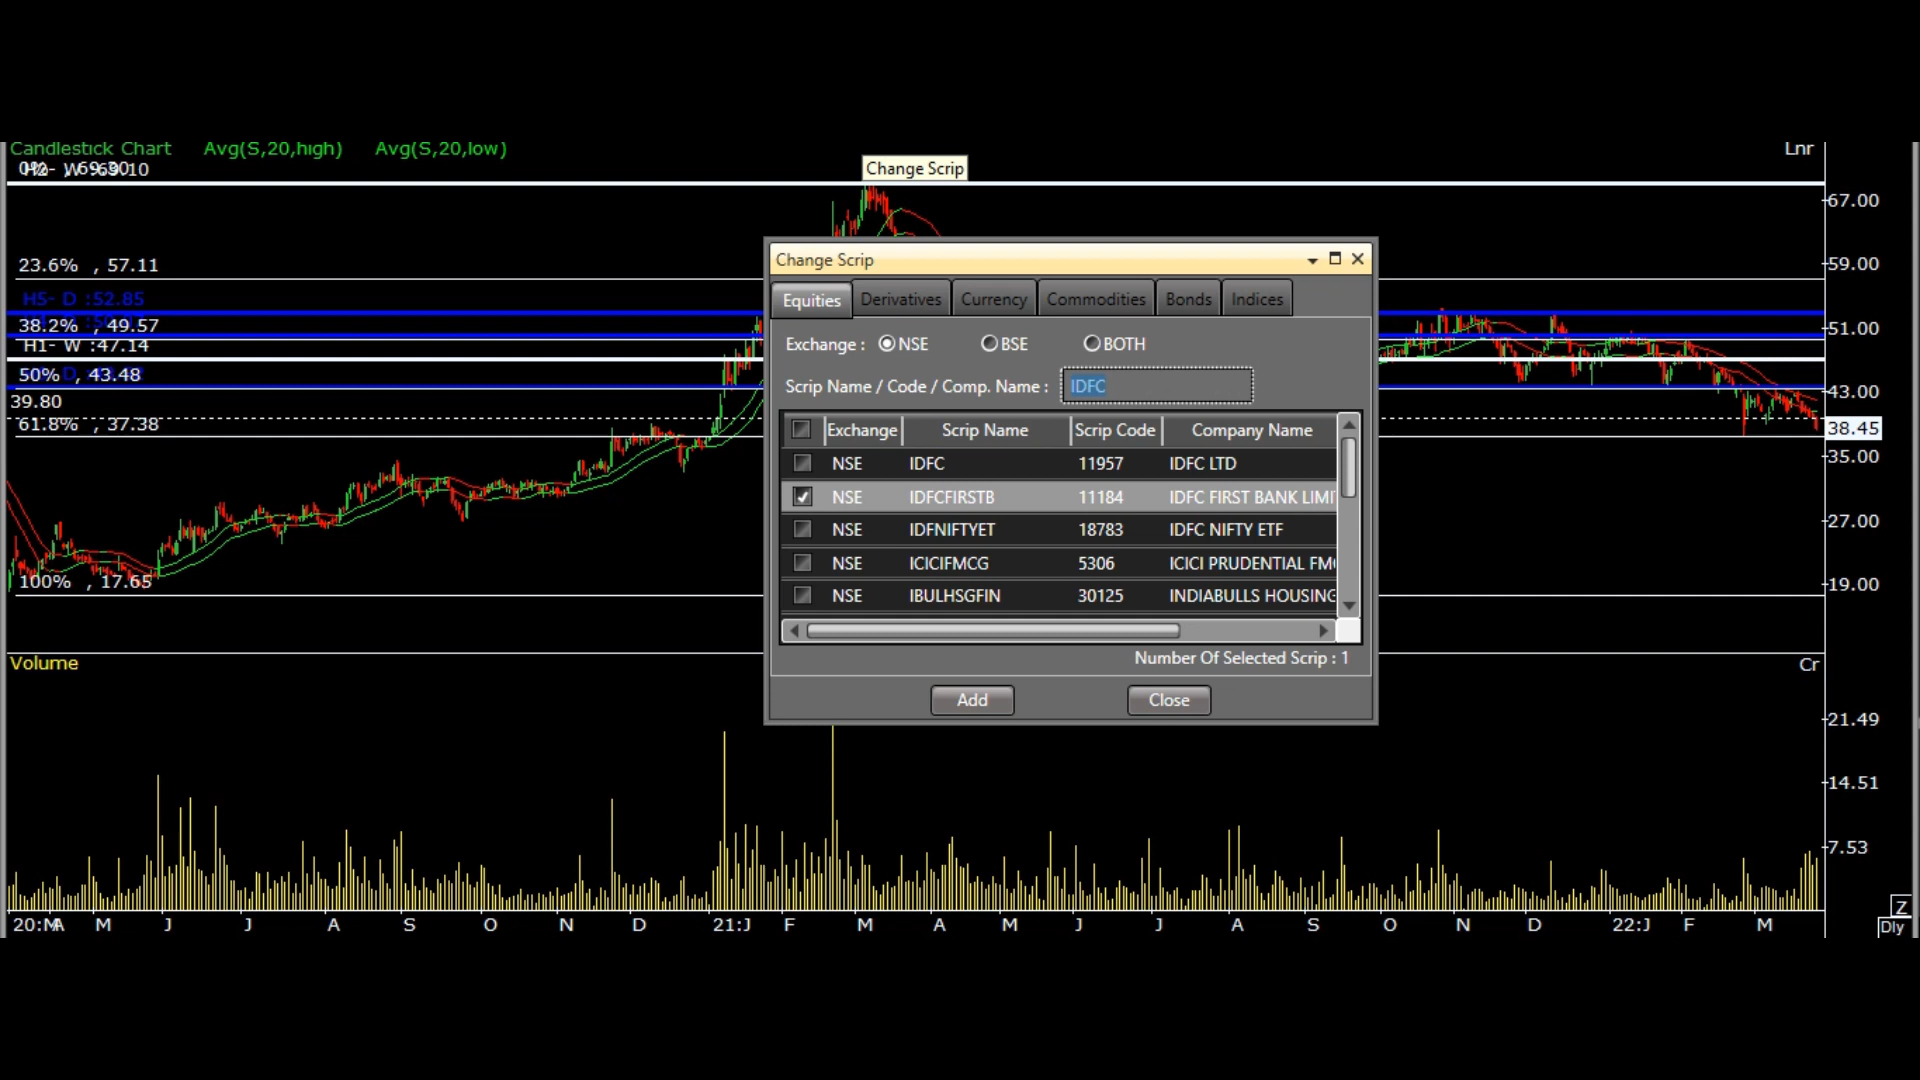 Candlestick Chart Avg(S,20,high) Avg(S,20,low) Lnr
Change Scrip
67.00
23.6% , 57.11
59.00
H5- D :52.85
38.2% , 49.57
51.00
H1- W :47.14
50% , 43.48
43.00
39.80
61.8% , 37.38
38.45
35.00
27.00
100% , 17.65
19.00
Change Scrip
Equities Derivatives Currency Commodities Bonds Indices
Exchange : NSE BSE BOTH
Scrip Name / Code / Comp. Name : IDFC
Exchange Scrip Name Scrip Code Company Name
NSE IDFC 11957 IDFC LTD
NSE IDFCFIRSTB 11184 IDFC FIRST BANK LIMI
NSE IDFNIFTYET 18783 IDFC NIFTY ETF
NSE ICICIFMCG 5306 ICICI PRUDENTIAL FM
NSE IBULHSGFIN 30125 INDIABULLS HOUSING
Number Of Selected Scrip : 1
Add Close
Volume Cr
21.49
14.51
7.53
Z
20:M M J J A S O N D 21:J F M A M J J A S O N D 22:J F M
Dly